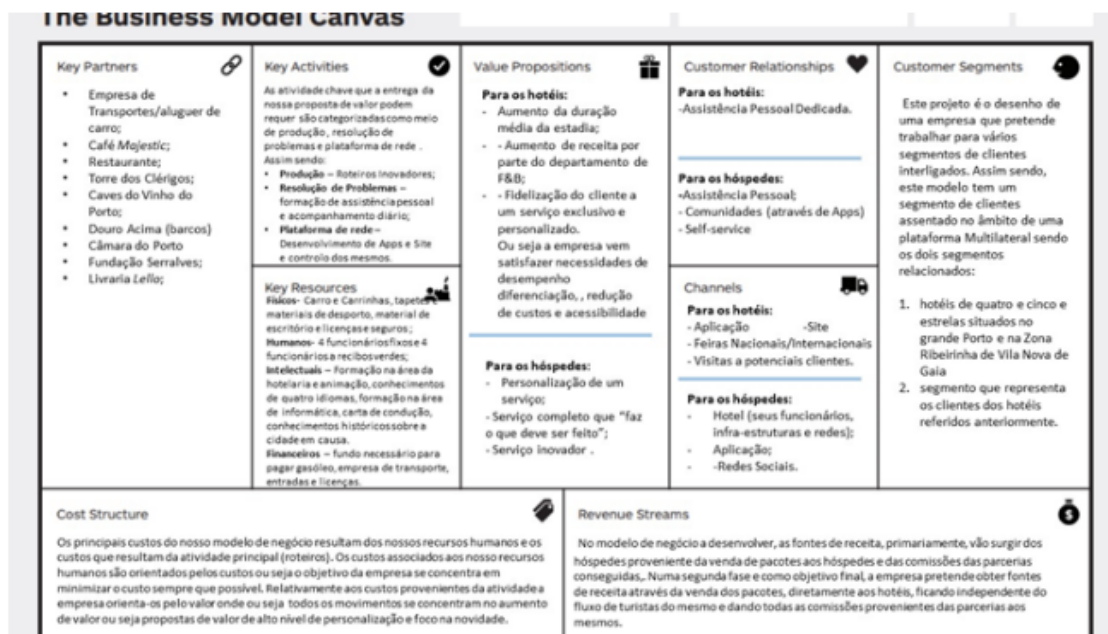 The Business Model Canvas
Key Partners
• Empresa de
Transportes/aluguer de
carro;
• Café Majestic;
• Restaurante;
• Torre dos Clérigos;
• Caves do Vinho do
Porto;
• Douro Acima (barcos)
• Câmara do Porto
• Fundação Serralves;
• Livraria Lello;
Key Activities
As atividade chave que a entrega da
nossa proposta de valor podem
requer são categorizadas como meio
de produção, resolução de
problemas e plataforma de rede .
Assim sendo:
• Produção – Roteiros Inovadores;
• Resolução de Problemas –
formação de assistência pessoal
e acompanhamento diário;
• Plataforma de rede –
Desenvolvimento de Apps e Site
e controlo dos mesmos.
Key Resources
Físicos- Carro e Carrinhas, tapetes e
materiais de desporto, material de
escritório e licenças e seguros;
Humanos- 4 funcionários fixos e 4
funcionários a recibos verdes;
Intelectuais – Formação na área da
hotelaria e animação, conhecimentos
de quatro idiomas, formação na área
de informática, carta de condução,
conhecimentos históricos sobre a
cidade em causa.
Financeiros – fundo necessário para
pagar gasóleo, empresa de transporte,
entradas e licenças.
Value Propositions
Para os hotéis:
- Aumento da duração
média da estadia;
- - Aumento de receita por
parte do departamento de
F&B;
- - Fidelização do cliente a
um serviço exclusivo e
personalizado.
Ou seja a empresa vem
satisfazer necessidades de
desempenho
diferenciação, , redução
de custos e acessibilidade
Para os hóspedes:
- Personalização de um
serviço;
- Serviço completo que “faz
o que deve ser feito”;
- Serviço inovador .
Customer Relationships
Para os hotéis:
-Assistência Pessoal Dedicada.
Para os hóspedes:
-Assistência Pessoal;
- Comunidades (através de Apps)
- Self-service
Channels
Para os hotéis:
- Aplicação -Site
- Feiras Nacionais/Internacionais
- Visitas a potenciais clientes.
Para os hóspedes:
- Hotel (seus funcionários,
infra-estruturas e redes);
- Aplicação;
- -Redes Sociais.
Customer Segments
Este projeto é o desenho de
uma empresa que pretende
trabalhar para vários
segmentos de clientes
interligados. Assim sendo,
este modelo tem um
segmento de clientes
assentado no âmbito de uma
plataforma Multilateral sendo
os dois segmentos
relacionados:
1. hotéis de quatro e cinco e
estrelas situados no
grande Porto e na Zona
Ribeirinha de Vila Nova de
Gaia
2. segmento que representa
os clientes dos hotéis
referidos anteriormente.
Cost Structure
Os principais custos do nosso modelo de negócio resultam dos nossos recursos humanos e os
custos que resultam da atividade principal (roteiros). Os custos associados aos nosso recursos
humanos são orientados pelos custos ou seja o objetivo da empresa se concentra em
minimizar o custo sempre que possível. Relativamente aos custos provenientes da atividade a
empresa orienta-os pelo valor onde ou seja todos os movimentos se concentram no aumento
de valor ou seja propostas de valor de alto nível de personalização e foco na novidade.
Revenue Streams
No modelo de negócio a desenvolver, as fontes de receita, primariamente, vão surgir dos
hóspedes proveniente da venda de pacotes aos hóspedes e das comissões das parcerias
conseguidas,. Numa segunda fase e como objetivo final, a empresa pretende obter fontes
de receita através da venda dos pacotes, diretamente aos hotéis, ficando independente do
fluxo de turistas do mesmo e dando todas as comissões provenientes das parcerias aos
mesmos.